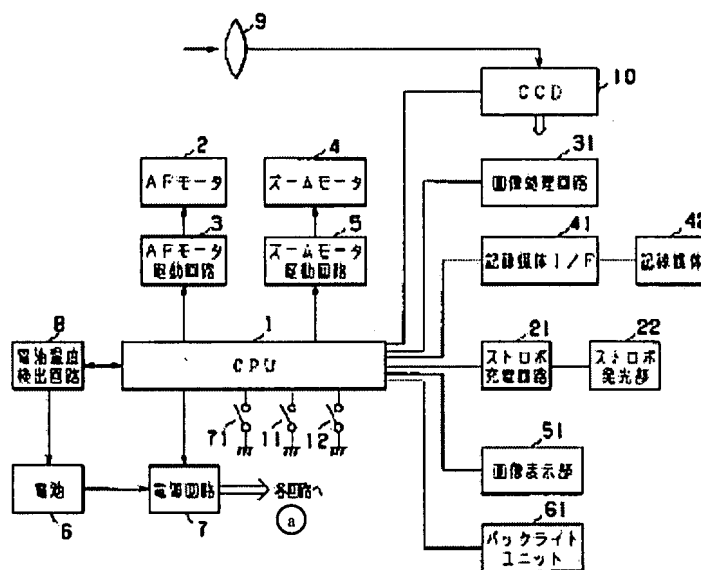 9
CCD
10
2
AFモータ
4
ズームモータ
31
画像処理回路
3
AFモータ
駆動回路
5
ズームモータ
駆動回路
41
記録媒体I/F
42
記録媒体
8
電池温度
検出回路
1
CPU
21
ストロボ
充電回路
22
ストロボ
発光部
71
11
12
51
画像表示部
電池
6
電源回路
7
各回路へ
a
61
バックライト
ユニット